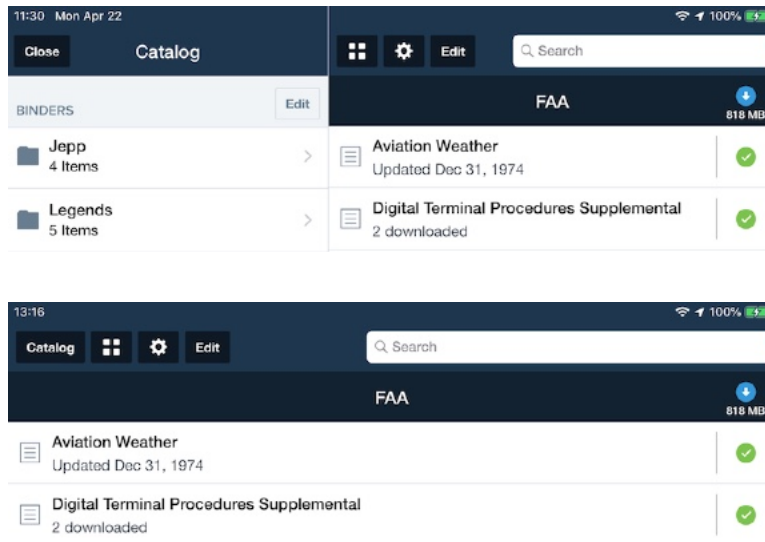 11:30 Mon Apr 22
100%
Close
Catalog
Edit
Search
BINDERS
Edit
FAA
818 MB
Jepp
4 Items
Aviation Weather
Updated Dec 31, 1974
Legends
5 Items
Digital Terminal Procedures Supplemental
2 downloaded
13:16
100%
Catalog
Edit
Search
FAA
818 MB
Aviation Weather
Updated Dec 31, 1974
Digital Terminal Procedures Supplemental
2 downloaded